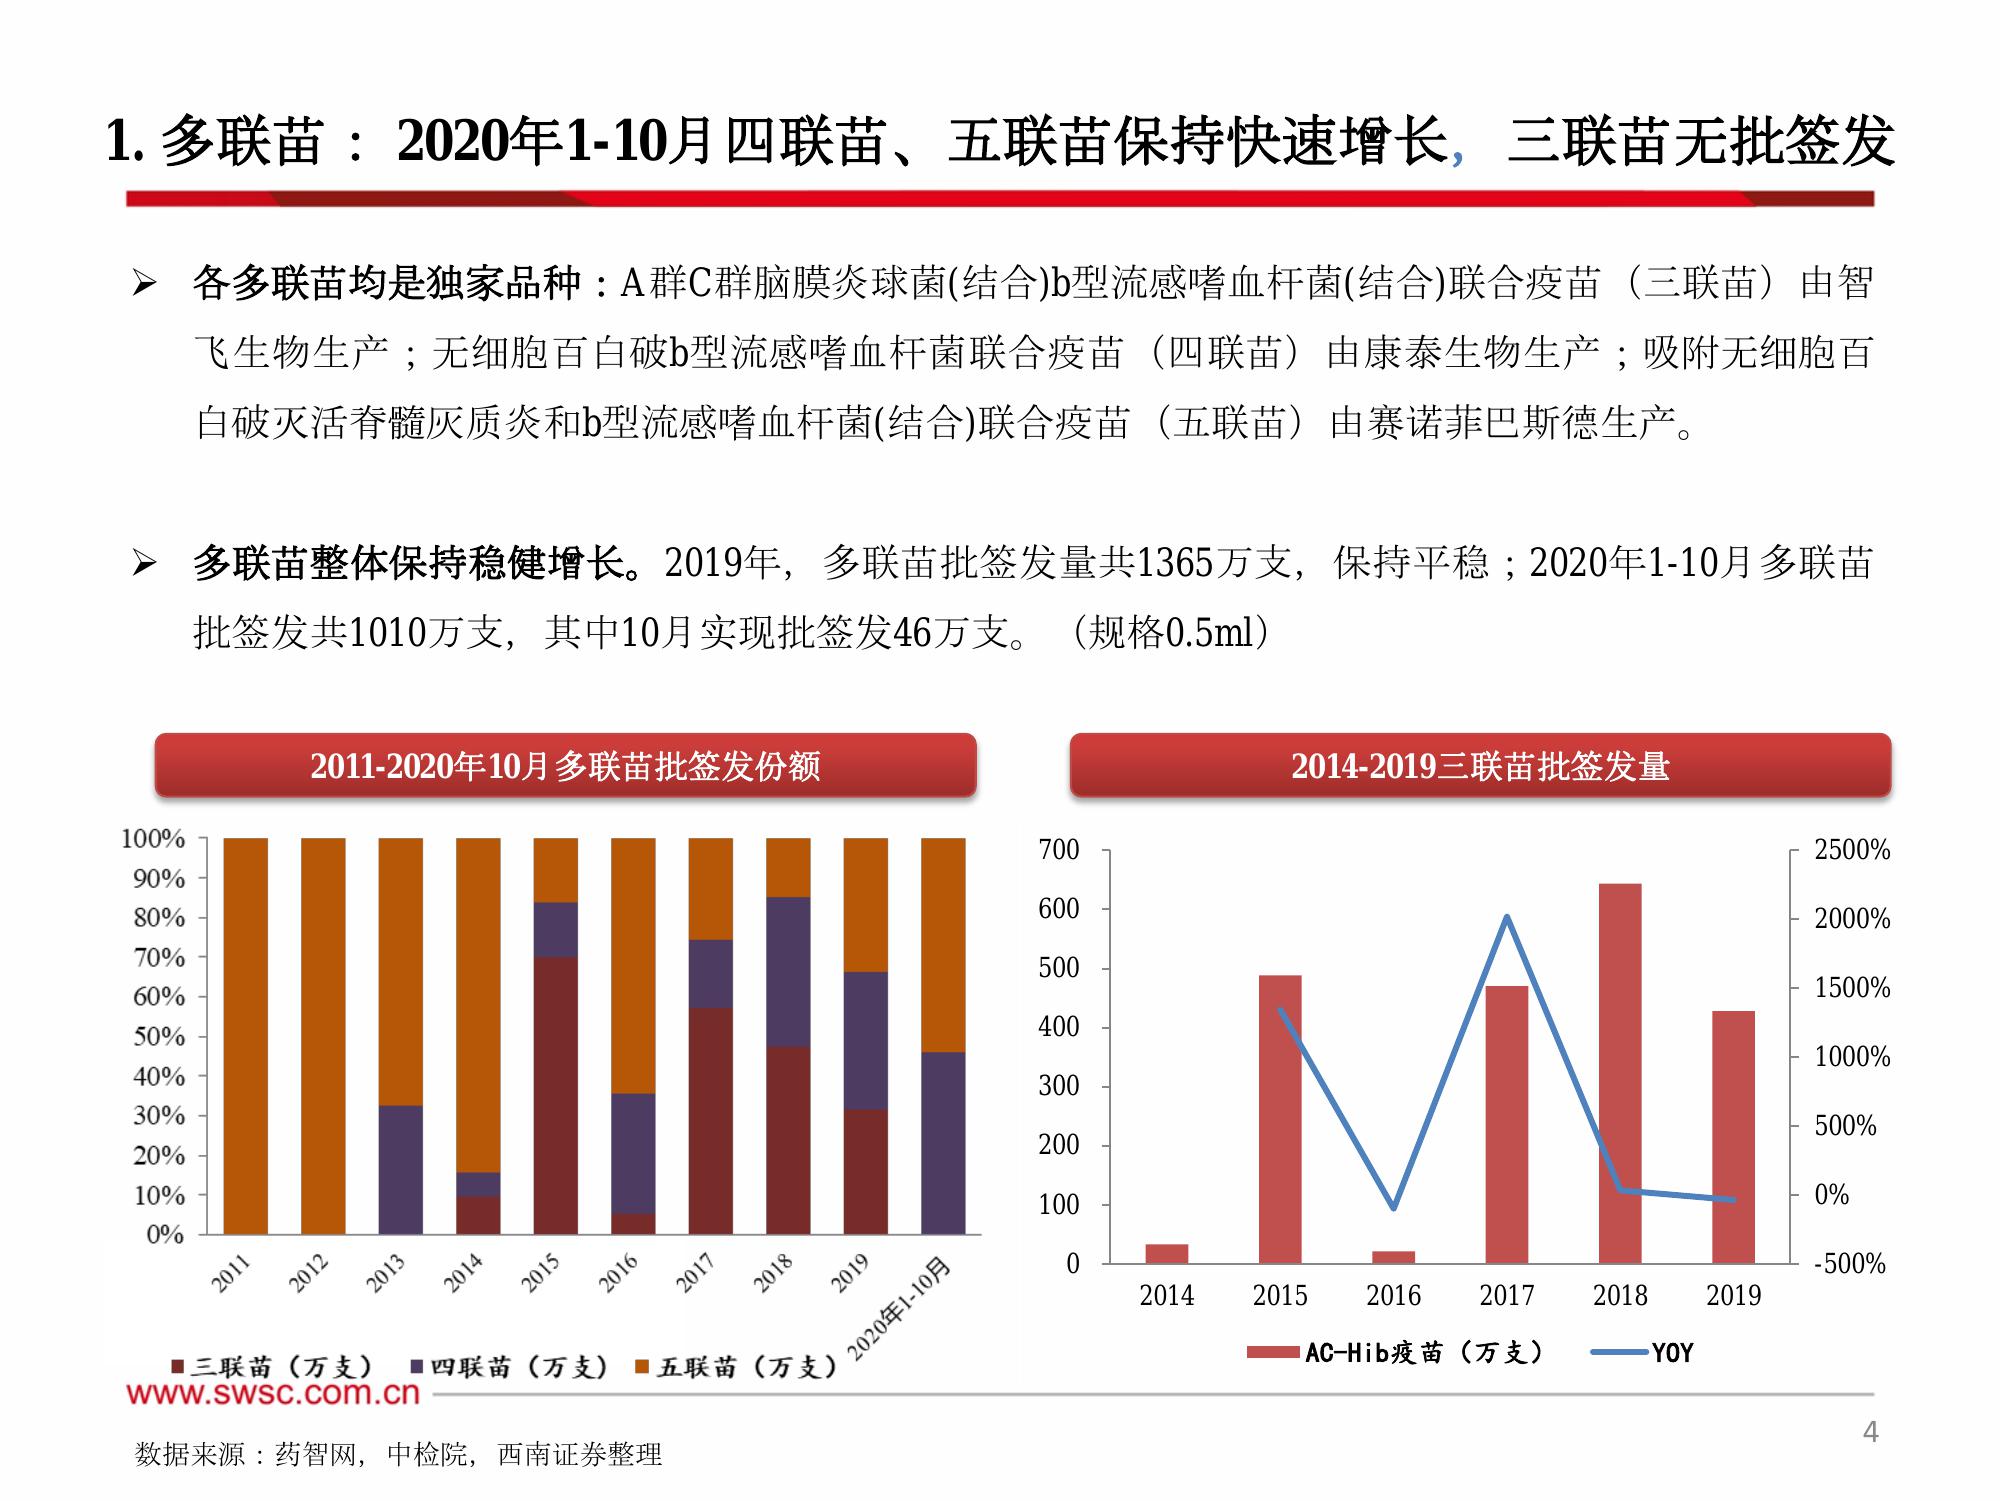 1. 多联苗：2020年1-10月四联苗、五联苗保持快速增长，三联苗无批签发
➢ 各多联苗均是独家品种：A群C群脑膜炎球菌(结合)b型流感嗜血杆菌(结合)联合疫苗（三联苗）由智
飞生物生产；无细胞百白破b型流感嗜血杆菌联合疫苗（四联苗）由康泰生物生产；吸附无细胞百
白破灭活脊髓灰质炎和b型流感嗜血杆菌(结合)联合疫苗（五联苗）由赛诺菲巴斯德生产。
➢ 多联苗整体保持稳健增长。2019年，多联苗批签发量共1365万支，保持平稳；2020年1-10月多联苗
批签发共1010万支，其中10月实现批签发46万支。（规格0.5ml）
2011-2020年10月多联苗批签发份额
100%
90%
80%
70%
60%
50%
40%
30%
20%
10%
0%
2011
2012
2013
2014
2015
2016
2017
2018
2019
2020年1-10月
三联苗（万支） 四联苗（万支） 五联苗（万支）
2014-2019三联苗批签发量
700
600
500
400
300
200
100
0
2500%
2000%
1500%
1000%
500%
0%
-500%
2014 2015 2016 2017 2018 2019
AC-Hib疫苗（万支） YOY
www.swsc.com.cn
数据来源：药智网，中检院，西南证券整理
4